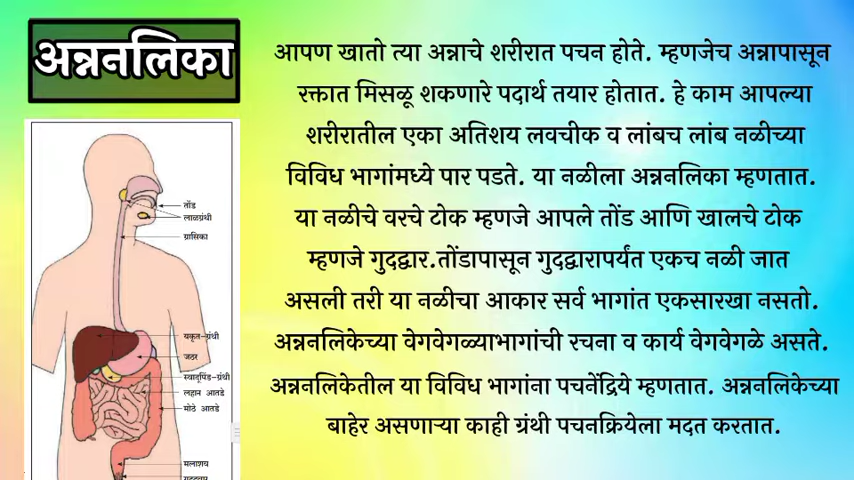 अन्ननलिका
आपण खातो त्या अन्नाचे शरीरात पचन होते. म्हणजेच अन्नापासून
रक्तात मिसळू शकणारे पदार्थ तयार होतात. हे काम आपल्या
शरीरातील एका अतिशय लवचीक व लांबच लांब नळीच्या
विविध भागांमध्ये पार पडते. या नळीला अन्ननलिका म्हणतात.
या नळीचे वरचे टोक म्हणजे आपले तोंड आणि खालचे टोक
म्हणजे गुदद्वार.तोंडापासून गुदद्वारापर्यंत एकच नळी जात
असली तरी या नळीचा आकार सर्व भागांत एकसारखा नसतो.
अन्ननलिकेच्या वेगवेगळ्याभागांची रचना व कार्य वेगवेगळे असते.
अन्ननलिकेतील या विविध भागांना पचनेंद्रिये म्हणतात. अन्ननलिकेच्या
बाहेर असणाऱ्या काही ग्रंथी पचनक्रियेला मदत करतात.
तोंड
लाळग्रंथी
ग्रासिका
यकृत-ग्रंथी
जठर
स्वादुपिंड-ग्रंथी
लहान आतडे
मोठे आतडे
मलाशय
गुदद्वार